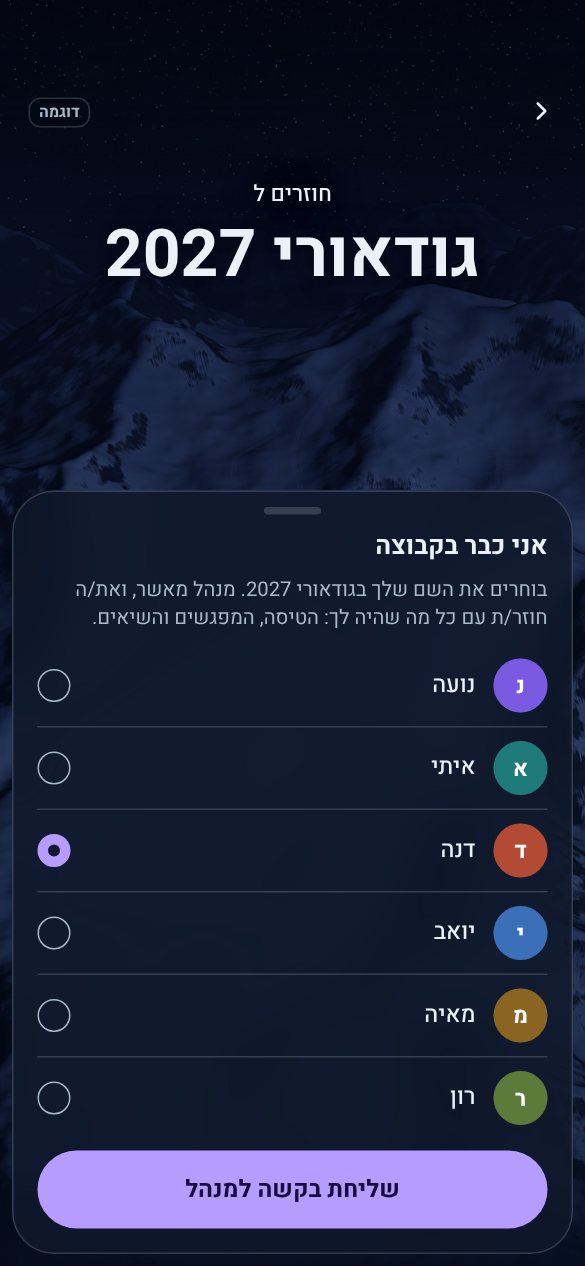 דוגמה
חוזרים ל
גודאורי 2027
אני כבר בקבוצה
בוחרים את השם שלך בגודאורי 2027. מנהל מאשר, ואת/ה
חוזר/ת עם כל מה שהיה לך: הטיסה, המפגשים והשיאים.
נ נועה
א איתי
ד דנה
י יואב
מ מאיה
ר רון
שליחת בקשה למנהל